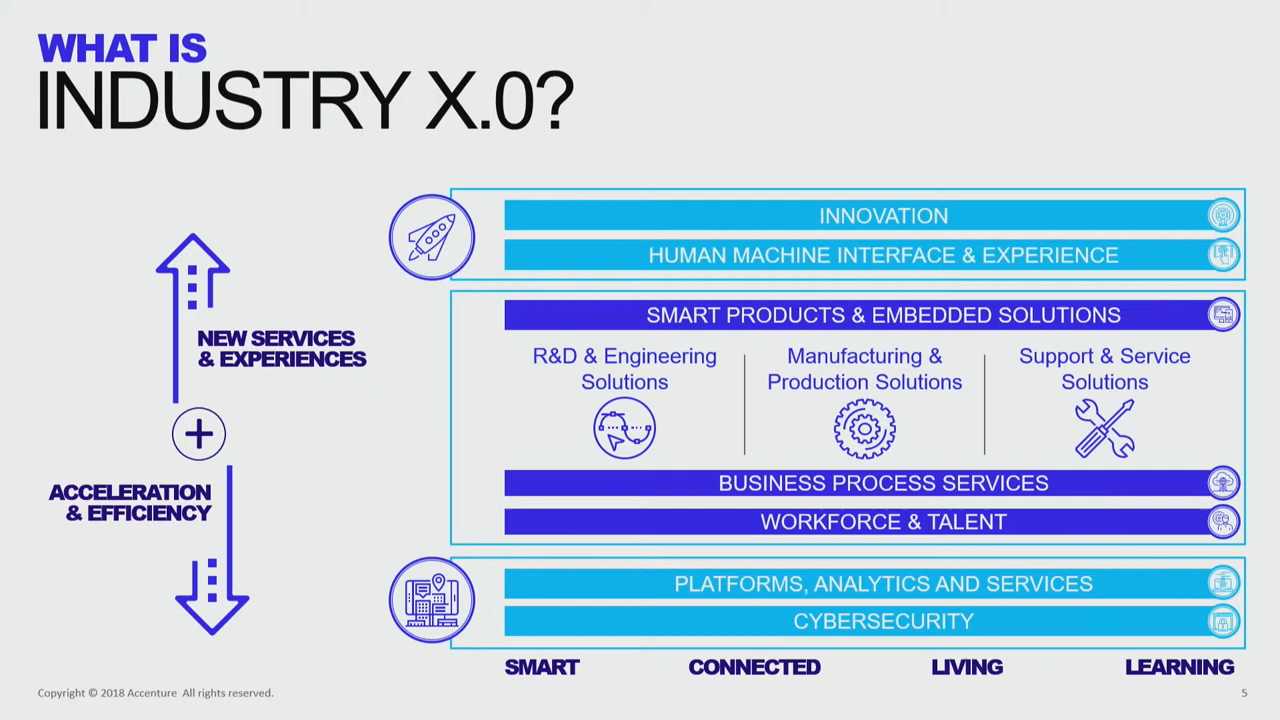 WHAT IS
INDUSTRY X.0?
NEW SERVICES
& EXPERIENCES
ACCELERATION
& EFFICIENCY
INNOVATION
HUMAN MACHINE INTERFACE & EXPERIENCE
SMART PRODUCTS & EMBEDDED SOLUTIONS
R&D & Engineering
Solutions
Manufacturing &
Production Solutions
Support & Service
Solutions
BUSINESS PROCESS SERVICES
WORKFORCE & TALENT
PLATFORMS, ANALYTICS AND SERVICES
CYBERSECURITY
SMART CONNECTED LIVING LEARNING
Copyright © 2018 Accenture All rights reserved.
5